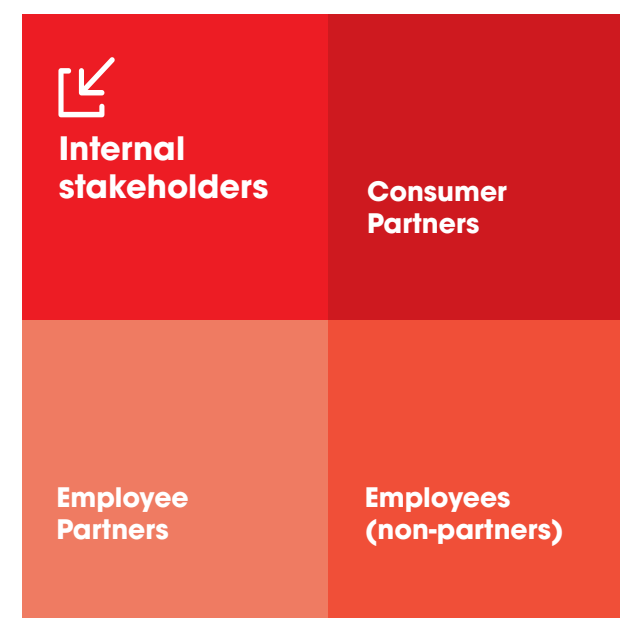 Internal
stakeholders
Consumer
Partners
Employee
Partners
Employees
(non-partners)